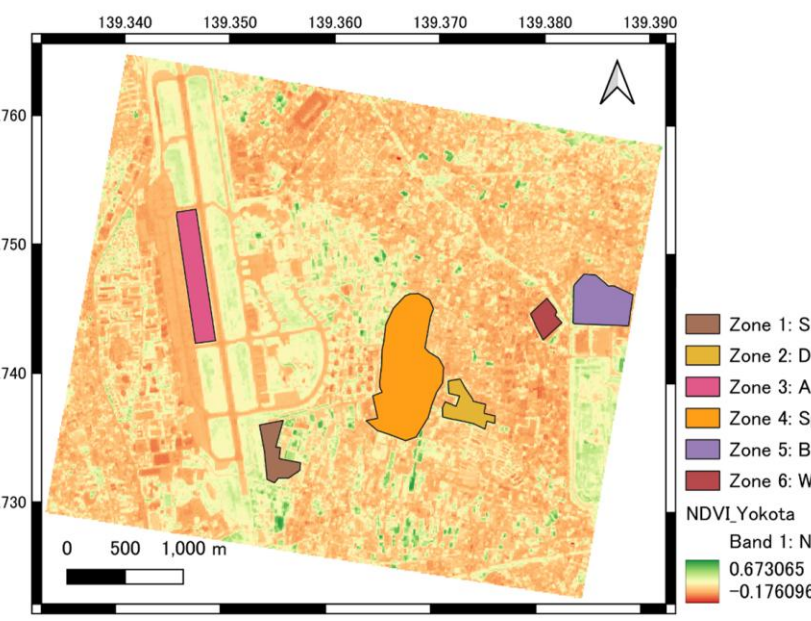 139.340 139.350 139.360 139.370 139.380 139.390
.760
.750
740
730
0 500 1,000 m
Zone 1: S
Zone 2: D
Zone 3: A
Zone 4: S
Zone 5: B
Zone 6: W
NDVI_Yokota
Band 1: N
0.673065
−0.176096